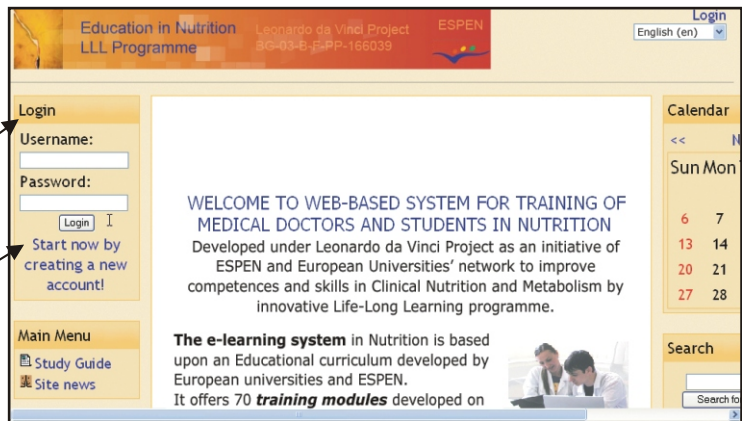 Education in Nutrition
LLL Programme
Leonardo da Vinci Project
BG-03-B-F-PP-166039
ESPEN
Login
English (en)
Login
Username:
Password:
Login
Start now by
creating a new
account!
Main Menu
Study Guide
Site news
WELCOME TO WEB-BASED SYSTEM FOR TRAINING OF
MEDICAL DOCTORS AND STUDENTS IN NUTRITION
Developed under Leonardo da Vinci Project as an initiative of
ESPEN and European Universities’ network to improve
competences and skills in Clinical Nutrition and Metabolism by
innovative Life-Long Learning programme.
The e-learning system in Nutrition is based
upon an Educational curriculum developed by
European universities and ESPEN.
It offers 70 training modules developed on
Calendar
<< N
Sun Mon
6 7
13 14
20 21
27 28
Search
Search fo